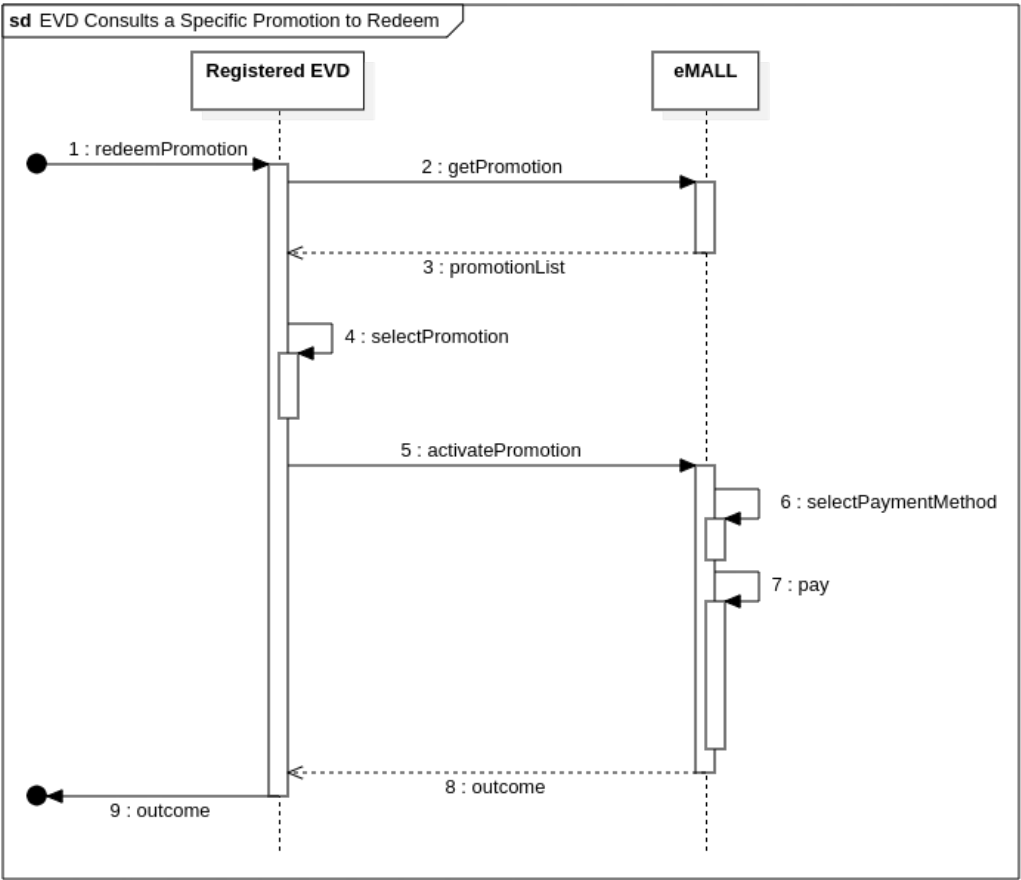 sd EVD Consults a Specific Promotion to Redeem
Registered EVD
eMALL
1 : redeemPromotion
2 : getPromotion
3 : promotionList
4 : selectPromotion
5 : activatePromotion
6 : selectPaymentMethod
7 : pay
8 : outcome
9 : outcome